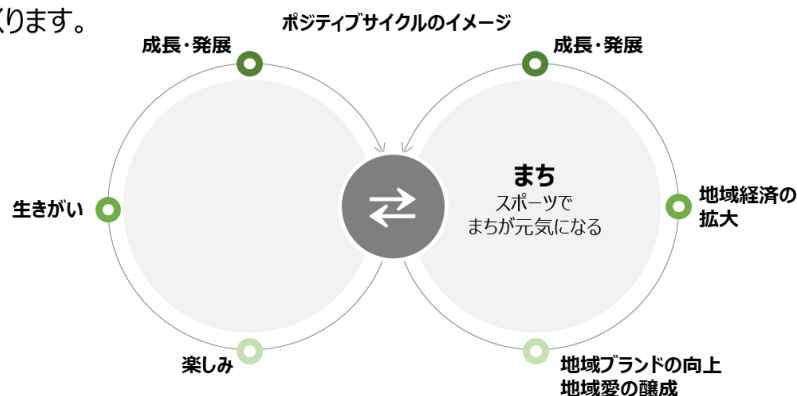 くります。
ポジティブサイクルのイメージ
成長・発展
成長・発展
まち
スポーツで
まちが元気になる
生きがい
地域経済の
拡大
楽しみ
地域ブランドの向上
地域愛の醸成